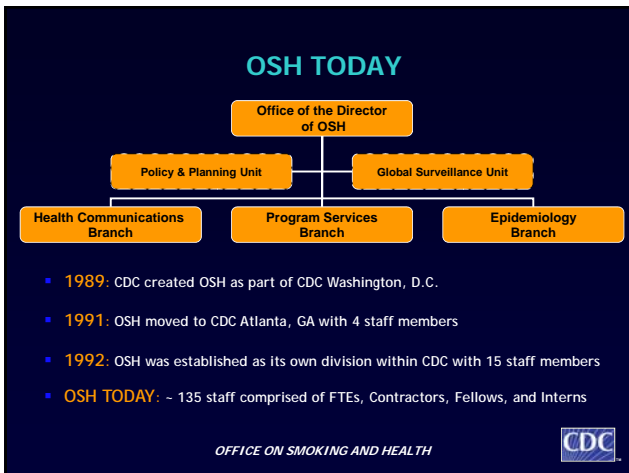 OSH TODAY
Office of the Director
of OSH
Policy & Planning Unit
Global Surveillance Unit
Health Communications
Branch
Program Services
Branch
Epidemiology
Branch
1989: CDC created OSH as part of CDC Washington, D.C.
1991: OSH moved to CDC Atlanta, GA with 4 staff members
1992: OSH was established as its own division within CDC with 15 staff members
OSH TODAY: ~ 135 staff comprised of FTEs, Contractors, Fellows, and Interns
OFFICE ON SMOKING AND HEALTH
CDC™